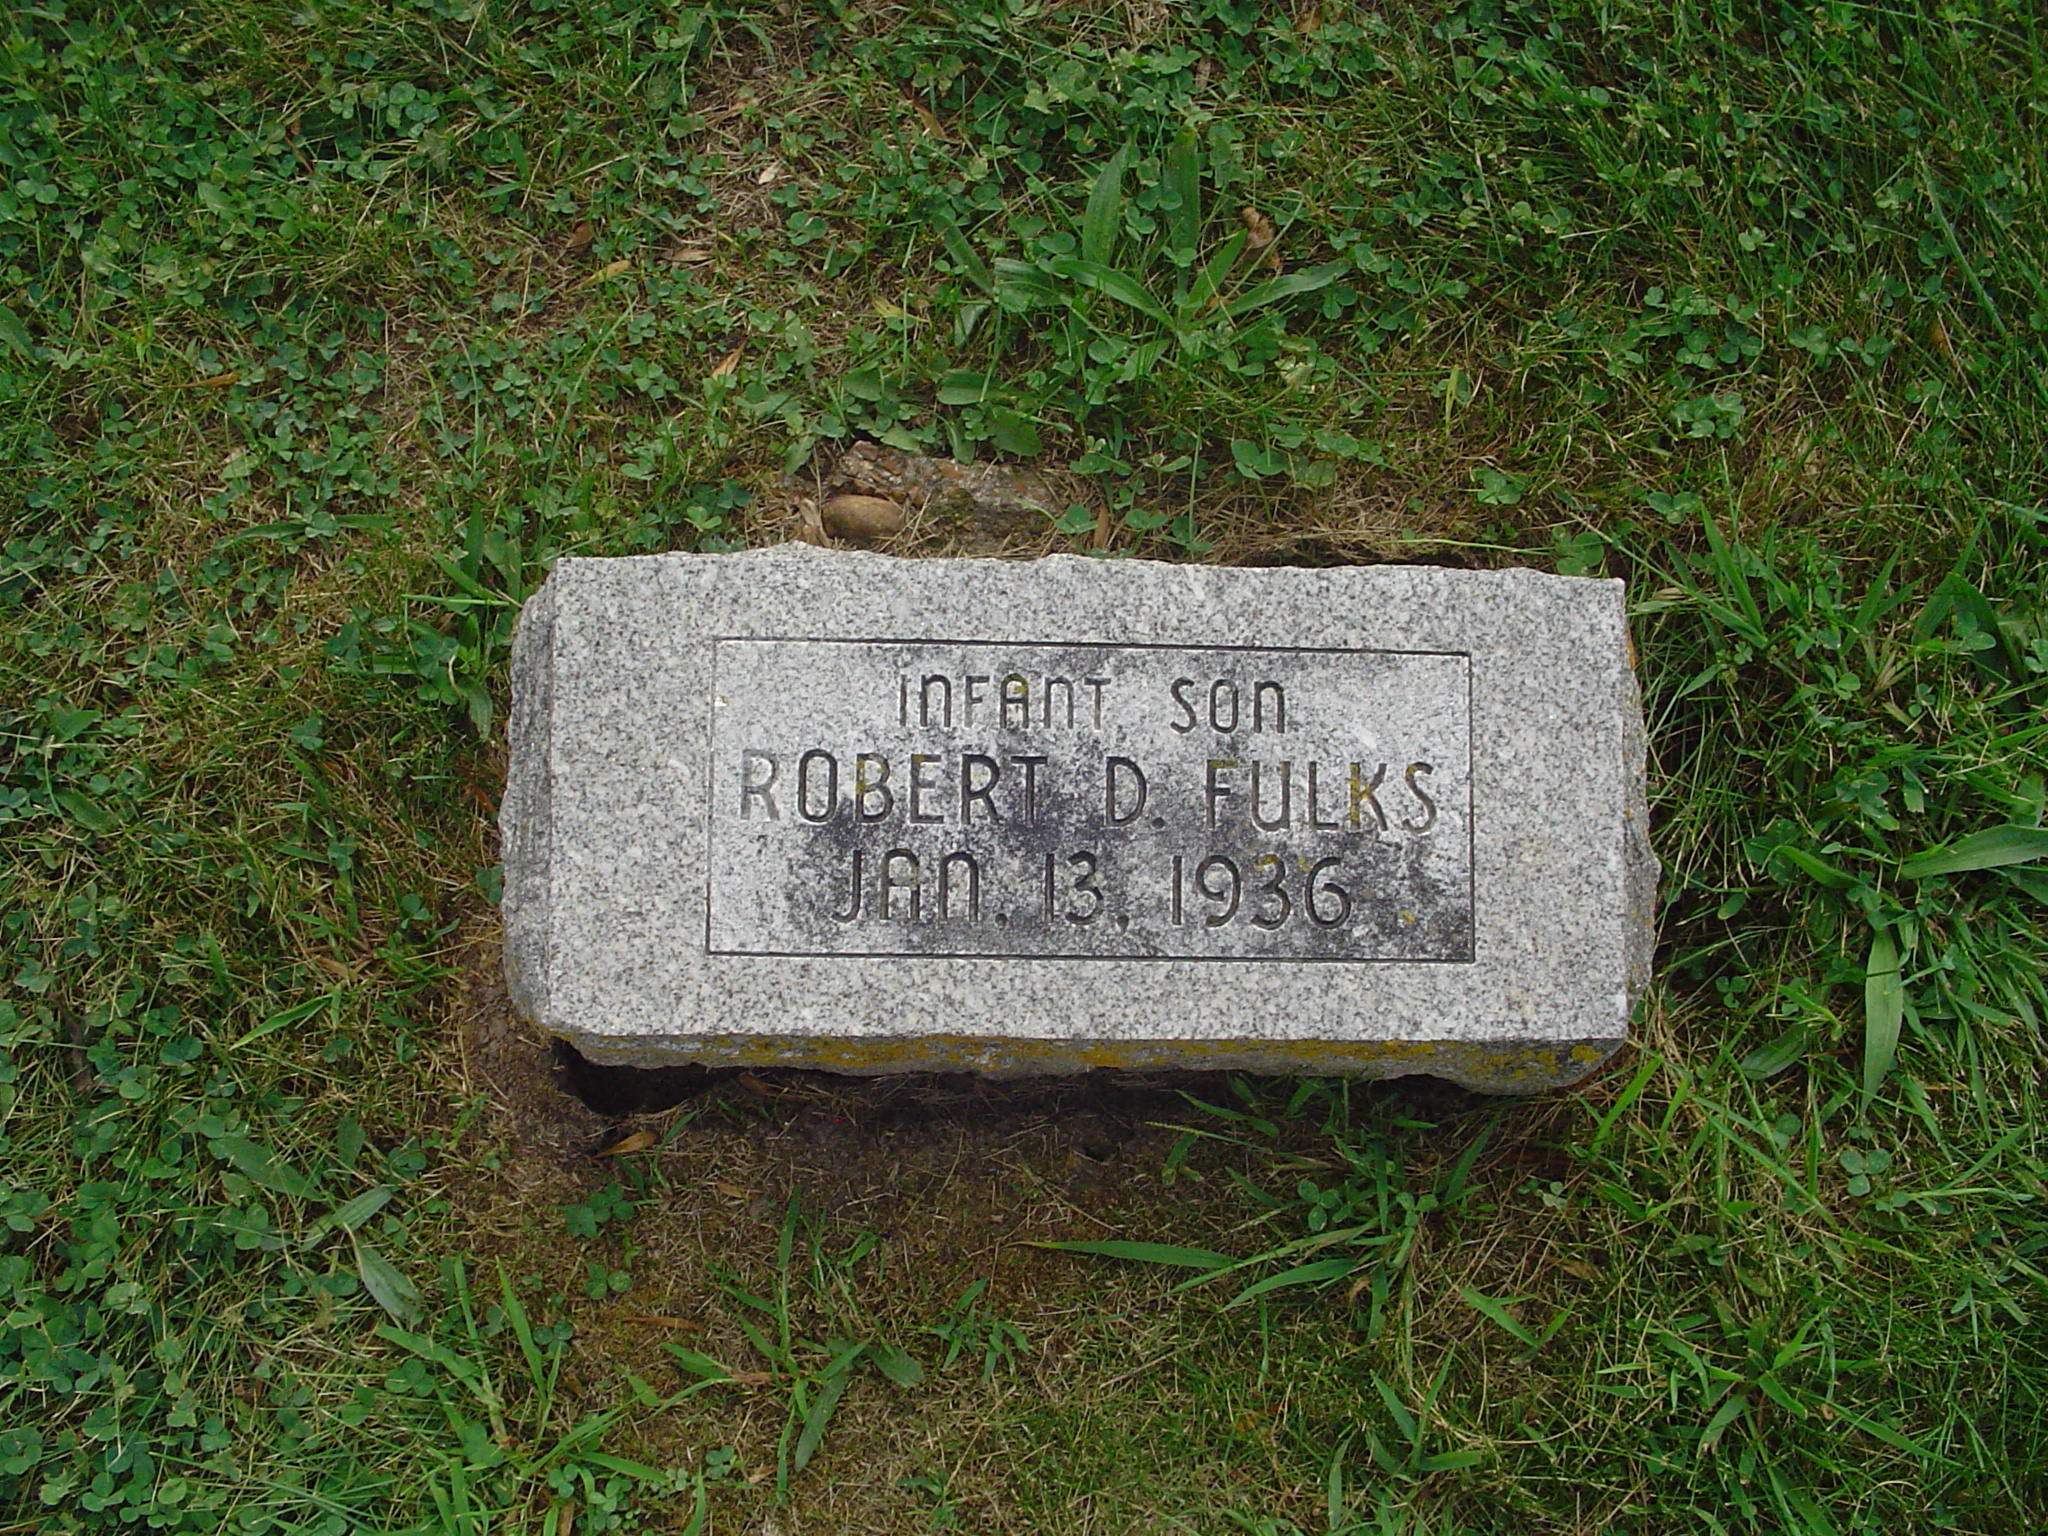 INFANT SON
ROBERT D. FULKS
JAN. 13, 1936